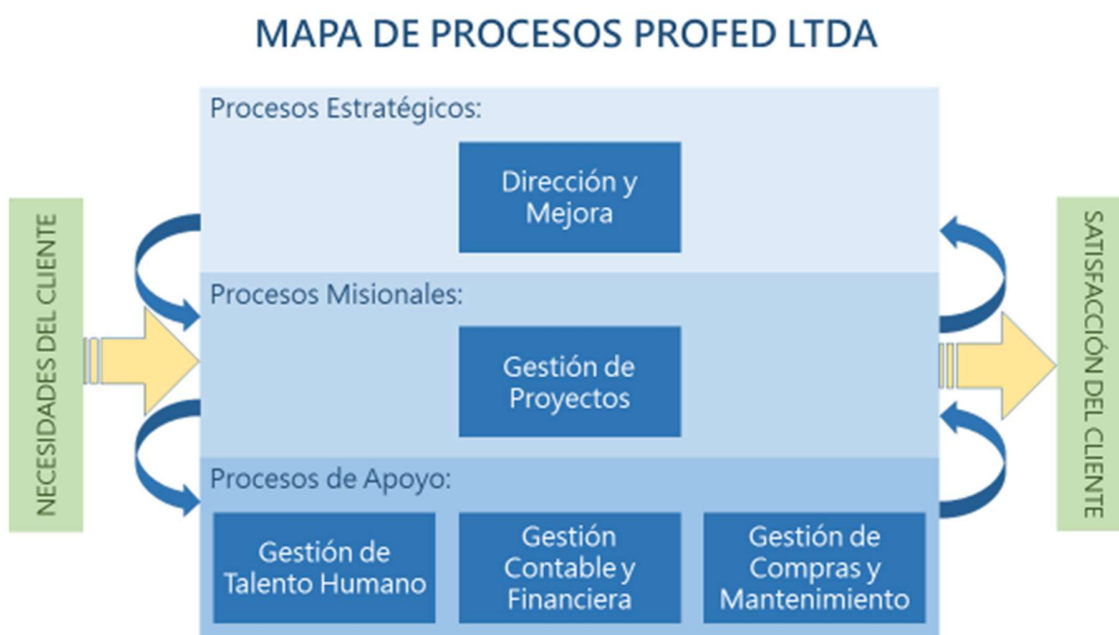 MAPA DE PROCESOS PROFED LTDA
NECESIDADES DEL CLIENTE
Procesos Estratégicos:
Dirección y
Mejora
Procesos Misionales:
Gestión de
Proyectos
Procesos de Apoyo:
Gestión de
Talento Humano
Gestión
Contable y
Financiera
Gestión de
Compras y
Mantenimiento
SATISFACCIÓN DEL CLIENTE